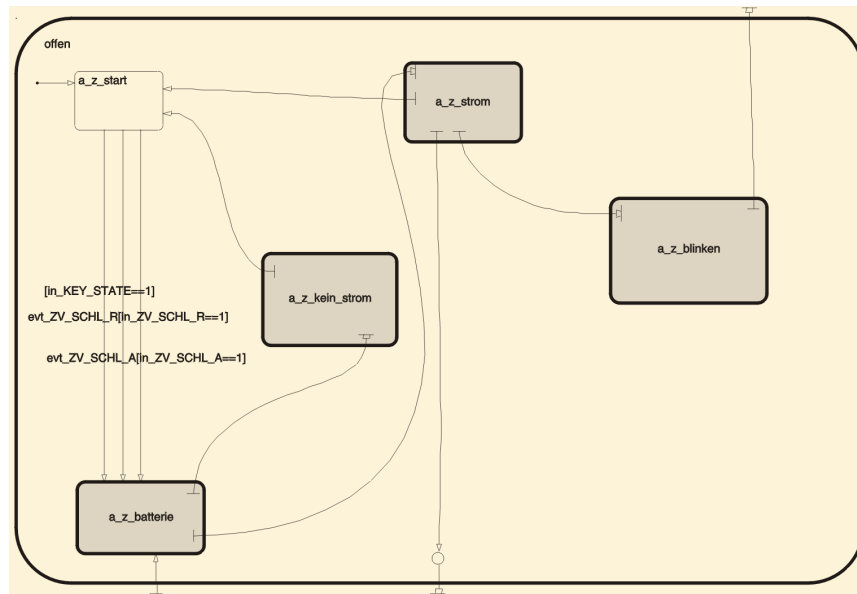 offen
a_z_start
a_z_strom
a_z_blinken
a_z_kein_strom
[in_KEY_STATE==1]
evt_ZV_SCHL_R[in_ZV_SCHL_R==1]
evt_ZV_SCHL_A[in_ZV_SCHL_A==1]
a_z_batterie